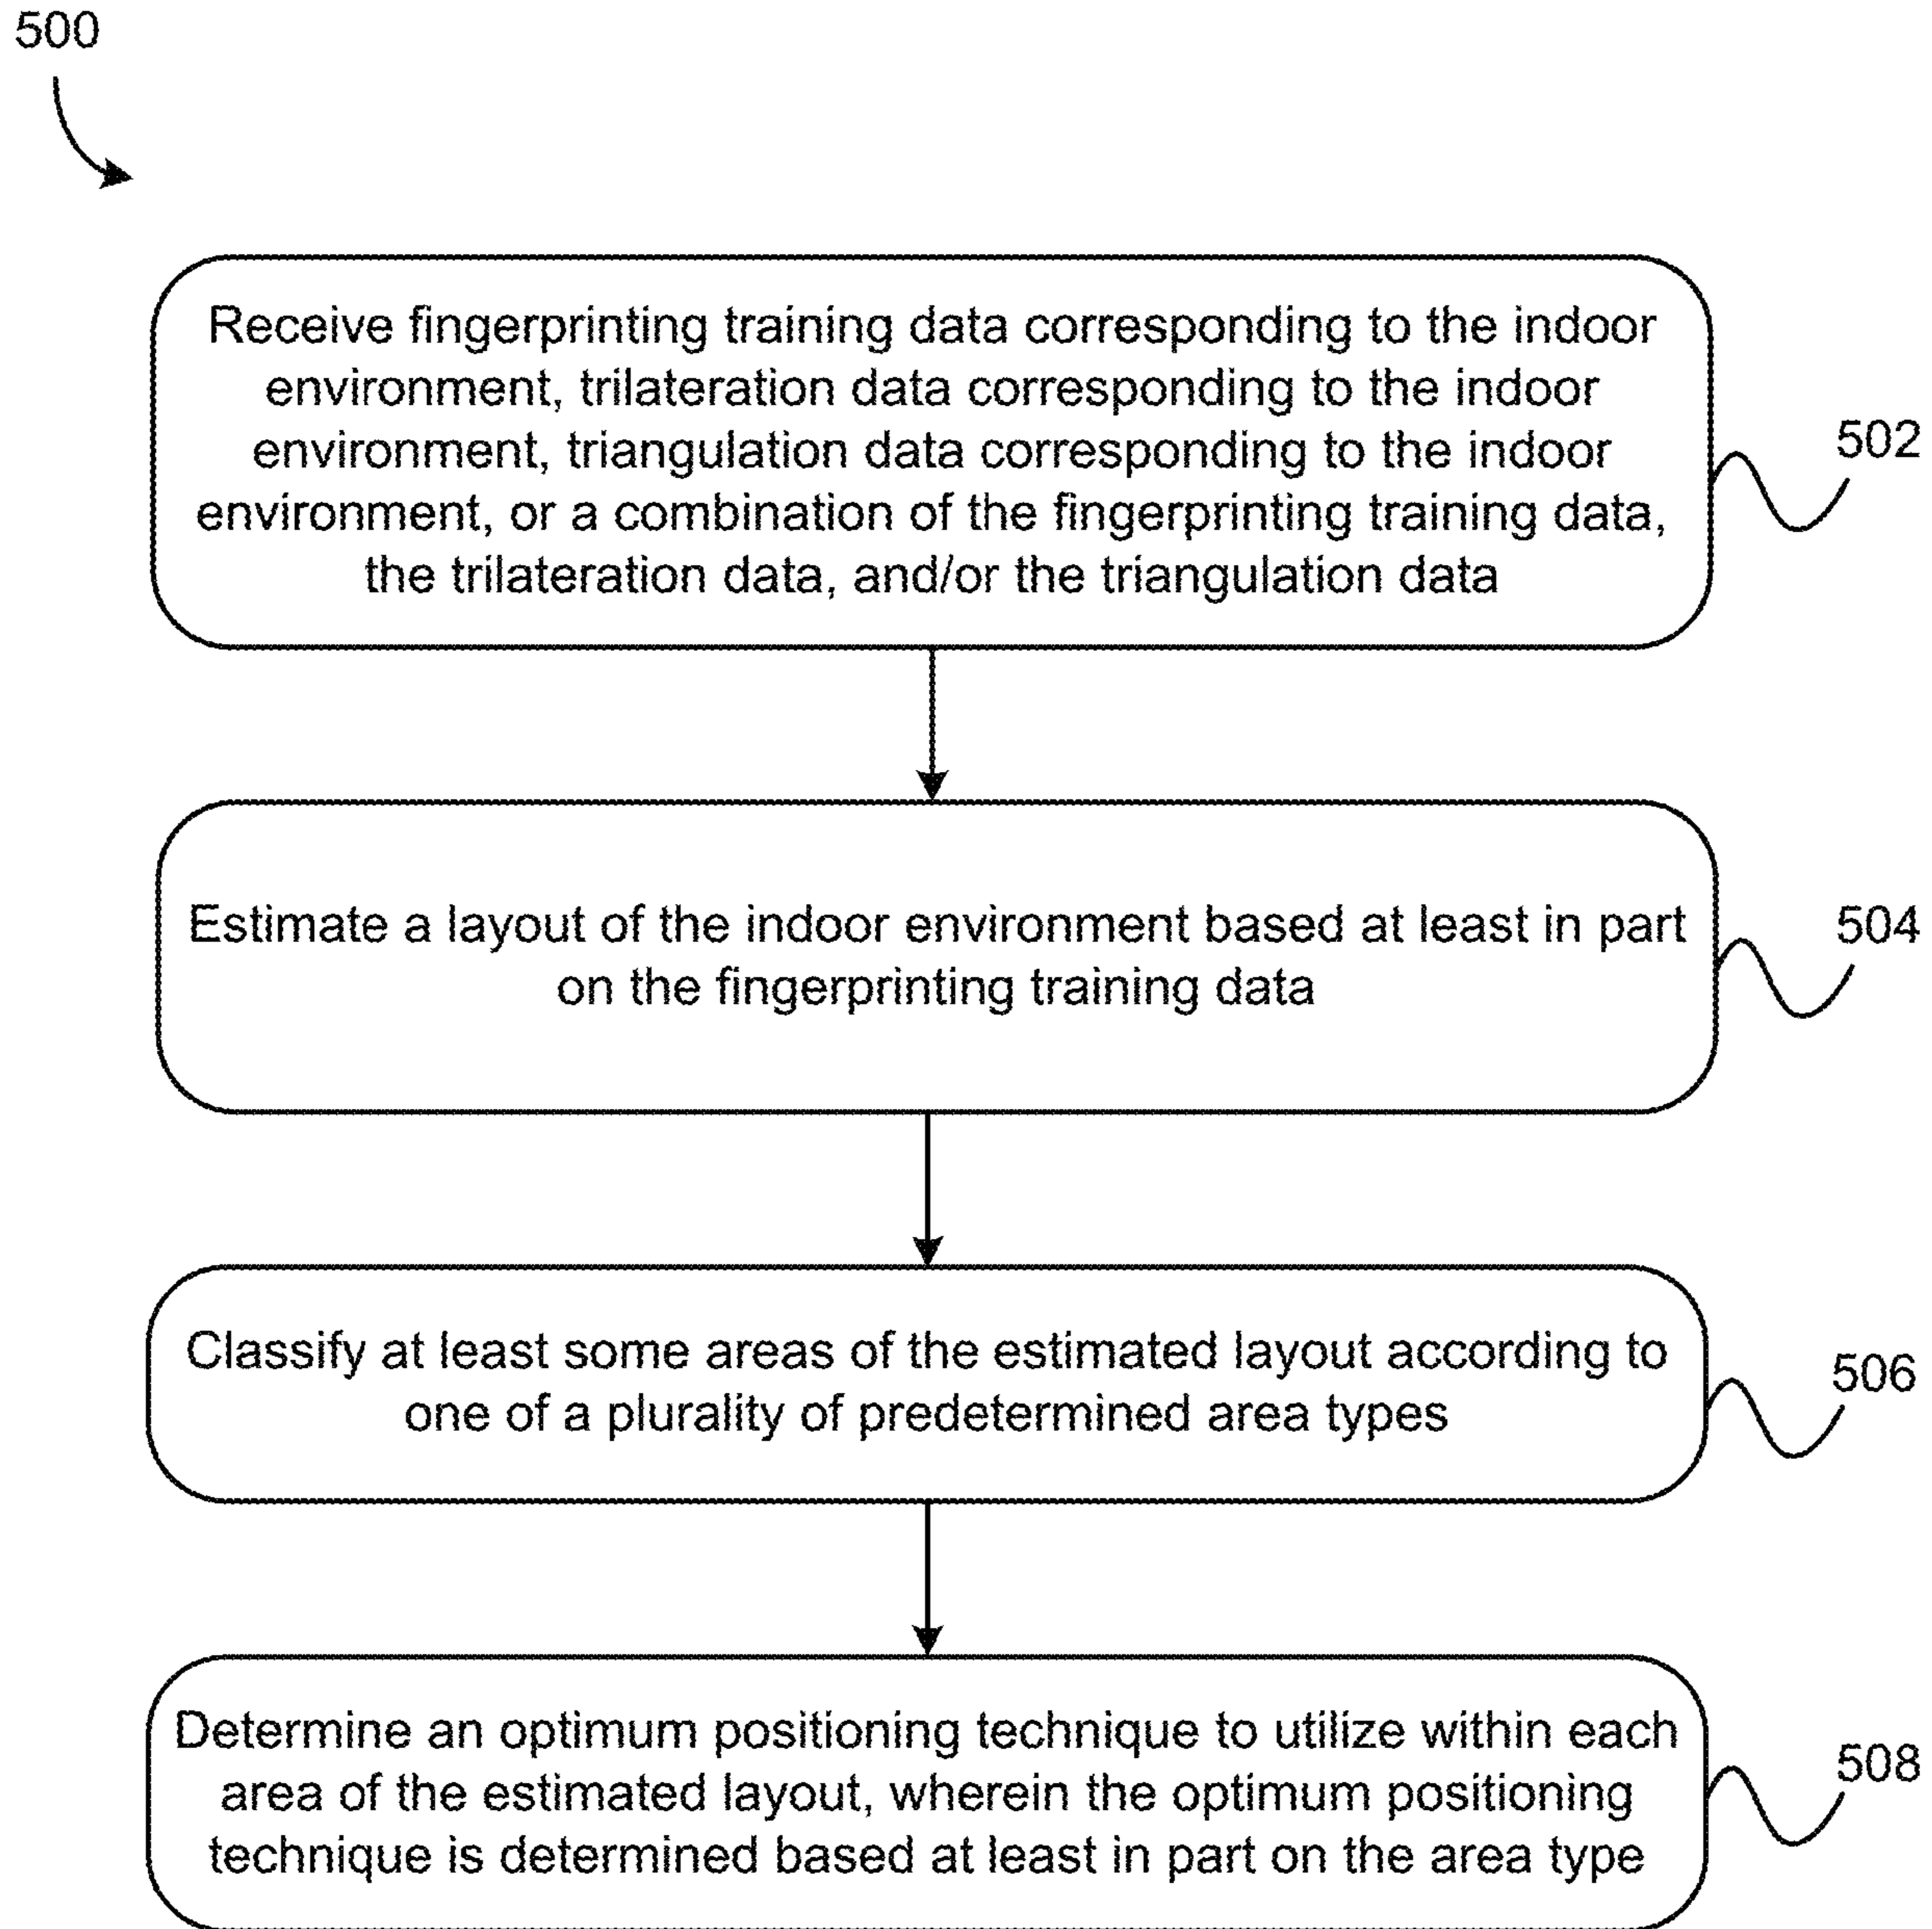 500
Receive fingerprinting training data corresponding to the indoor
environment, trilateration data corresponding to the indoor
environment, triangulation data corresponding to the indoor
environment, or a combination of the fingerprinting training data,
the trilateration data, and/or the triangulation data
502
Estimate a layout of the indoor environment based at least in part
on the fingerprinting training data
504
Classify at least some areas of the estimated layout according to
one of a plurality of predetermined area types
506
Determine an optimum positioning technique to utilize within each
area of the estimated layout, wherein the optimum positioning
technique is determined based at least in part on the area type
508